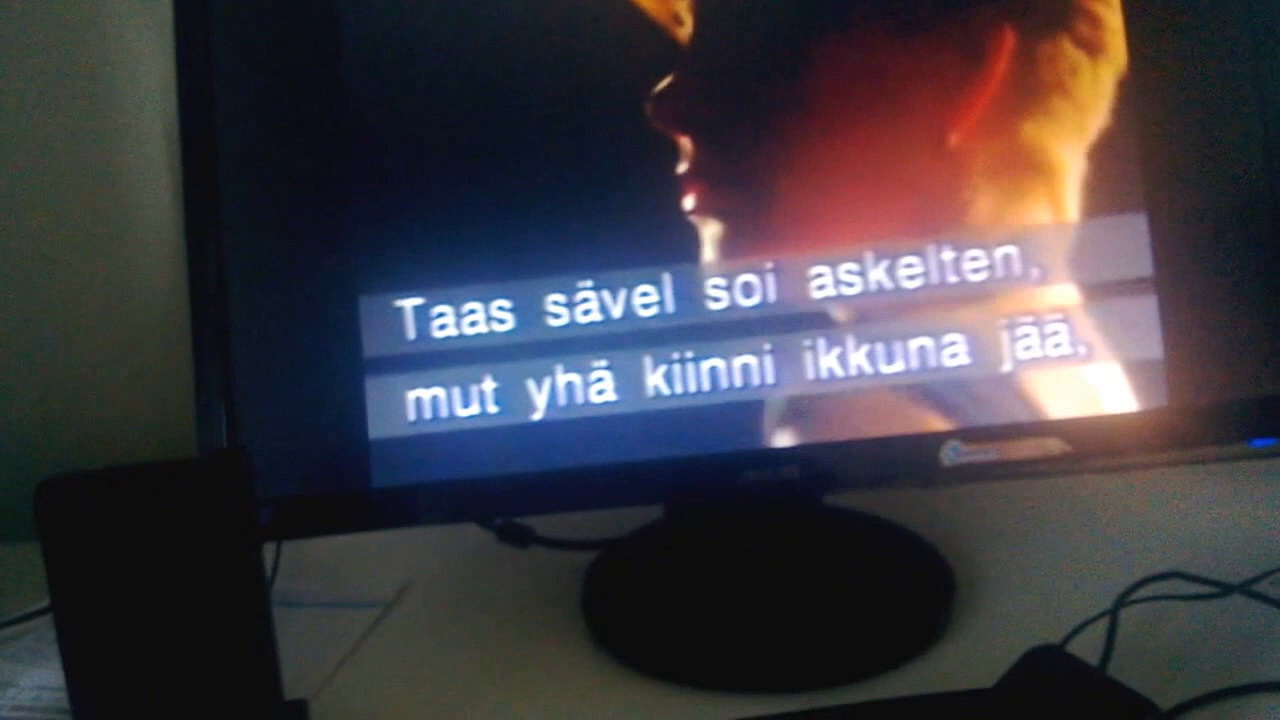 Taas sävel soi askelten,
mut yhä kiinni ikkuna jää,